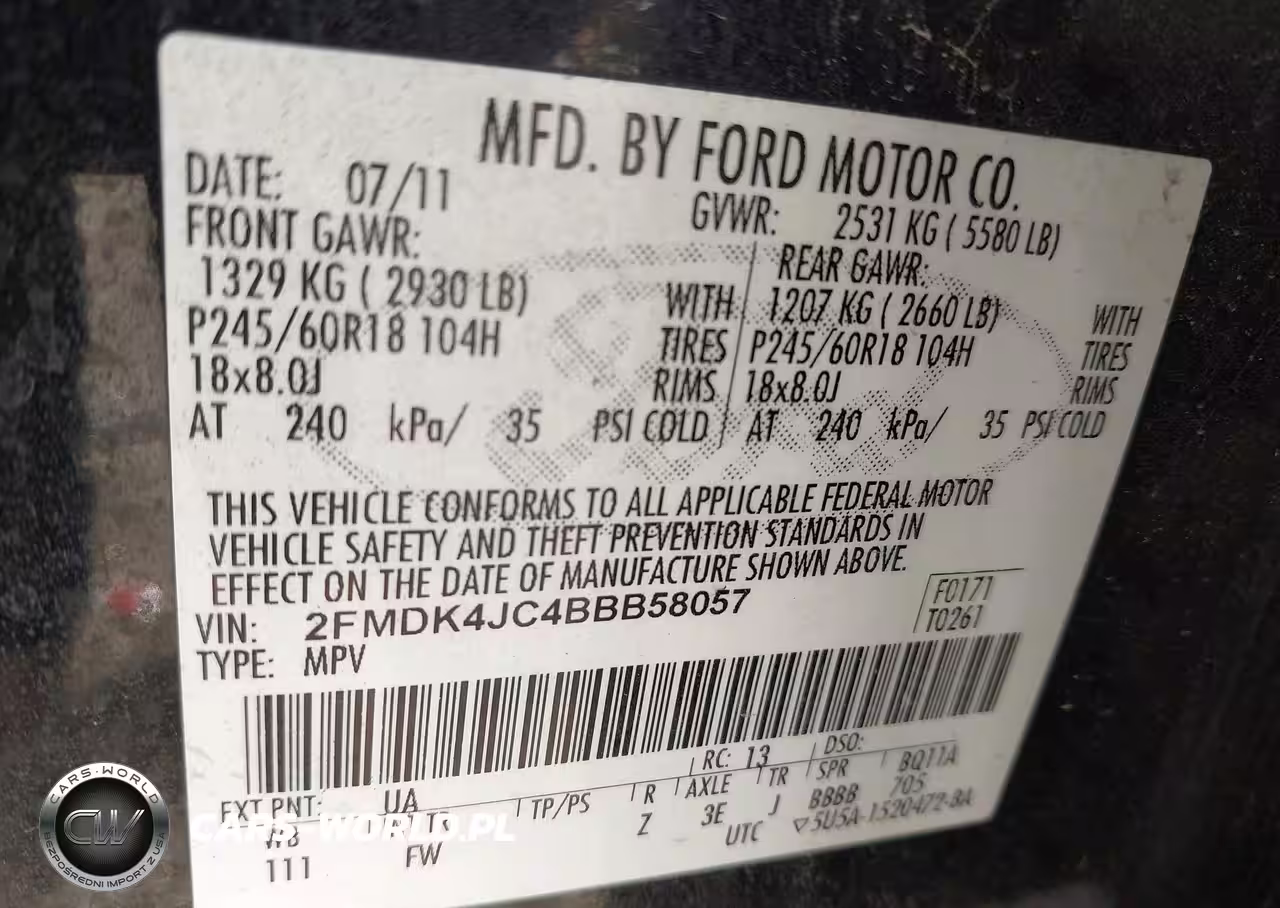 MFD. BY FORD MOTOR CO.
DATE: 07/11 GVWR: 2531 KG ( 5580 LB)
FRONT GAWR: REAR GAWR:
1329 KG ( 2930 LB) WITH 1207 KG ( 2660 LB) WITH
P245/60R18 104H TIRES P245/60R18 104H TIRES
18x8.0J RIMS 18x8.0J RIMS
AT 240 kPa/ 35 PSI COLD AT 240 kPa/ 35 PSI COLD
THIS VEHICLE CONFORMS TO ALL APPLICABLE FEDERAL MOTOR
VEHICLE SAFETY AND THEFT PREVENTION STANDARDS IN
EFFECT ON THE DATE OF MANUFACTURE SHOWN ABOVE.
F0171
VIN: 2FMDK4JC4BBB58057 T0261
TYPE: MPV
RC: 13 DSO:
EXT PNT: UA
WB TP/PS R AXLE TR SPR BQ11A
111 FW Z 3E J BBBB 705
UTC ▽5U5A-1520472-BA
CARS-WORLD
CW
BEZPOŚREDNI IMPORT Z USA
CARS-WORLD.PL